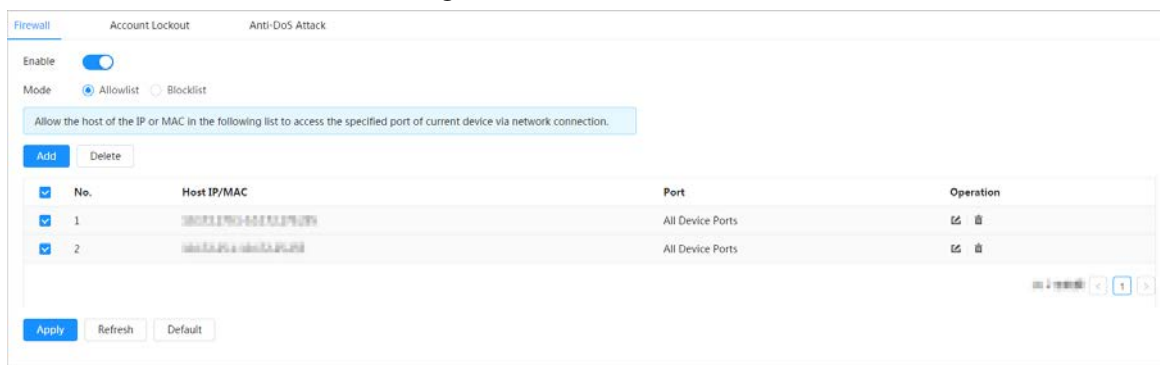 Firewall Account Lockout Anti-DoS Attack
Enable
Mode Allowlist Blocklist
Allow the host of the IP or MAC in the following list to access the specified port of current device via network connection.
Add Delete
No. Host IP/MAC Port Operation
1 All Device Ports
2 All Device Ports
1
Apply Refresh Default